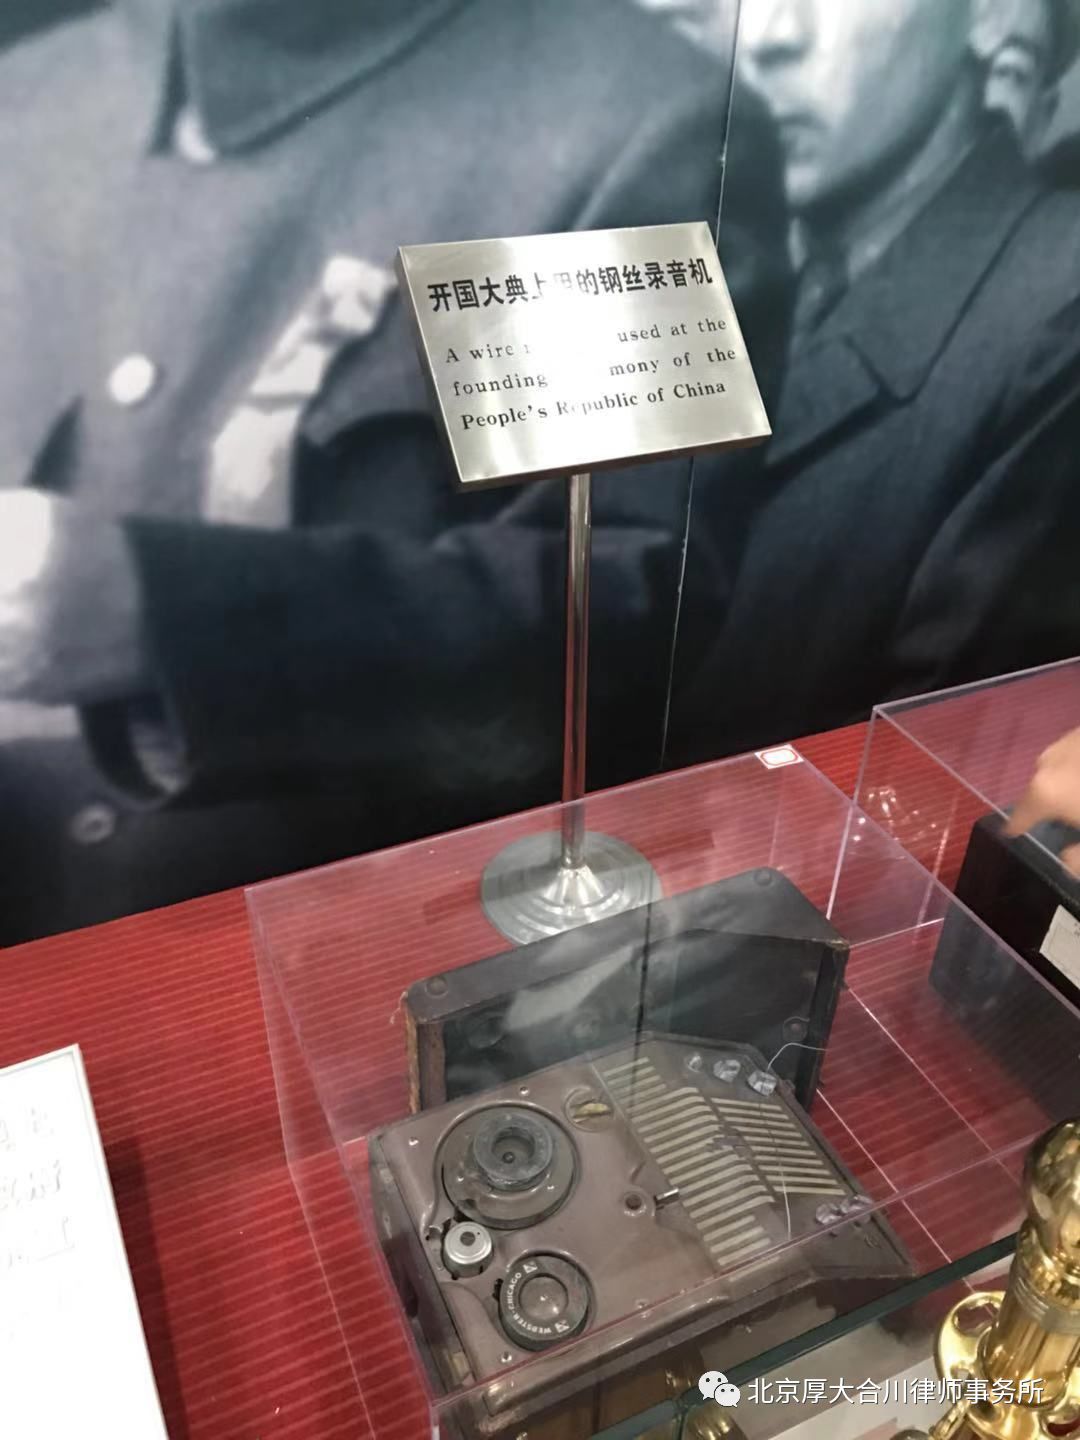 开国大典上用的钢丝录音机
A wire used at the
founding mony of the
People's Republic of China
WEBSTER-CHICAGO
北京厚大合川律师事务所